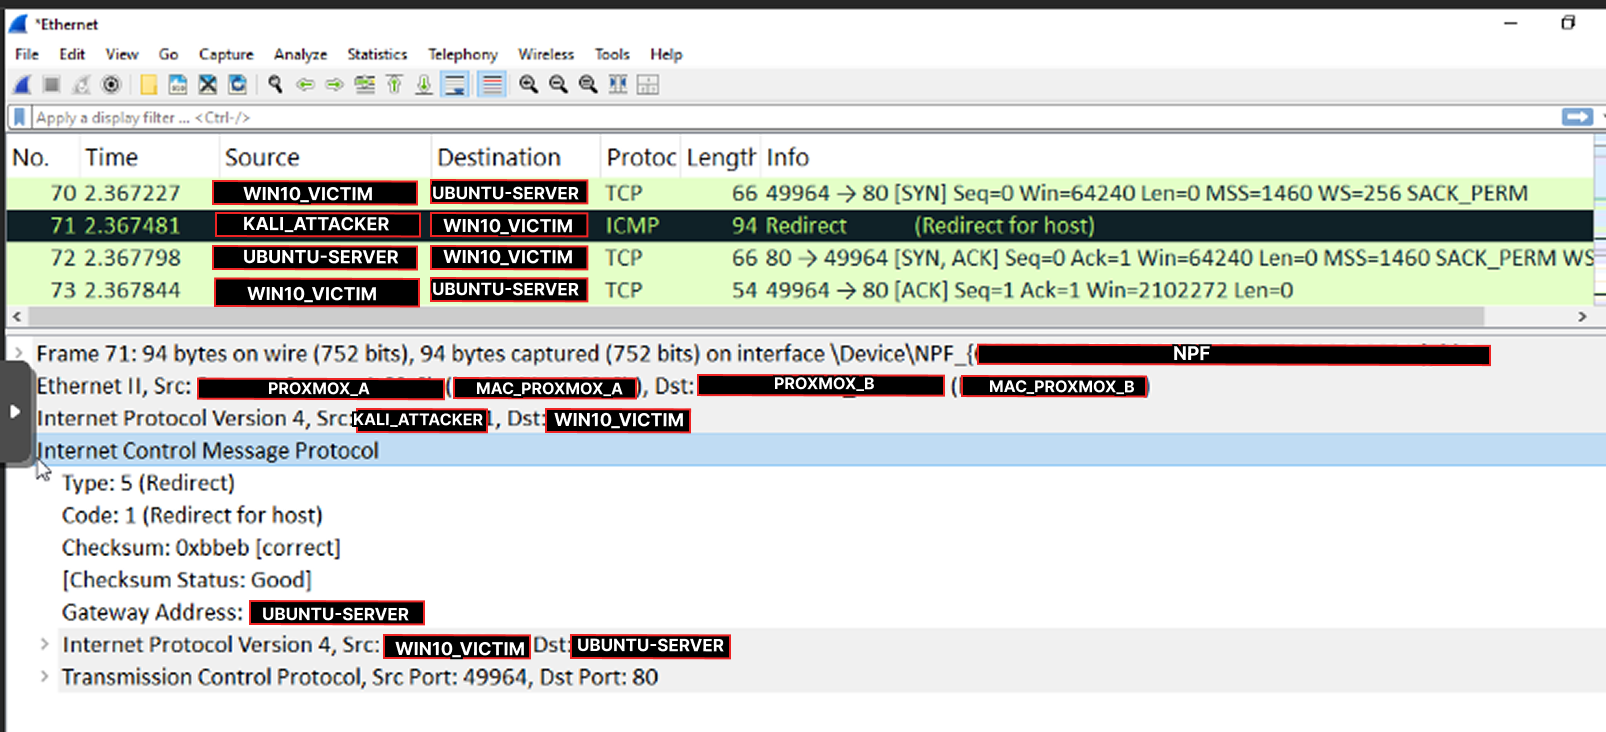 *Ethernet
File Edit View Go Capture Analyze Statistics Telephony Wireless Tools Help
Apply a display filter ... <Ctrl-/>
No. Time Source Destination Protoc Length Info
70 2.367227 WIN10_VICTIM UBUNTU-SERVER TCP 66 49964 → 80 [SYN] Seq=0 Win=64240 Len=0 MSS=1460 WS=256 SACK_PERM
71 2.367481 KALI_ATTACKER WIN10_VICTIM ICMP 94 Redirect (Redirect for host)
72 2.367798 UBUNTU-SERVER WIN10_VICTIM TCP 66 80 → 49964 [SYN, ACK] Seq=0 Ack=1 Win=64240 Len=0 MSS=1460 SACK_PERM WS
73 2.367844 WIN10_VICTIM UBUNTU-SERVER TCP 54 49964 → 80 [ACK] Seq=1 Ack=1 Win=2102272 Len=0
Frame 71: 94 bytes on wire (752 bits), 94 bytes captured (752 bits) on interface \Device\NPF_{ NPF
Ethernet II, Src: PROXMOX_A (MAC_PROXMOX_A), Dst: PROXMOX_B (MAC_PROXMOX_B)
Internet Protocol Version 4, Src: KALI_ATTACKER 1, Dst: WIN10_VICTIM
Internet Control Message Protocol
Type: 5 (Redirect)
Code: 1 (Redirect for host)
Checksum: 0xbbeb [correct]
[Checksum Status: Good]
Gateway Address: UBUNTU-SERVER
Internet Protocol Version 4, Src: WIN10_VICTIM Dst: UBUNTU-SERVER
Transmission Control Protocol, Src Port: 49964, Dst Port: 80